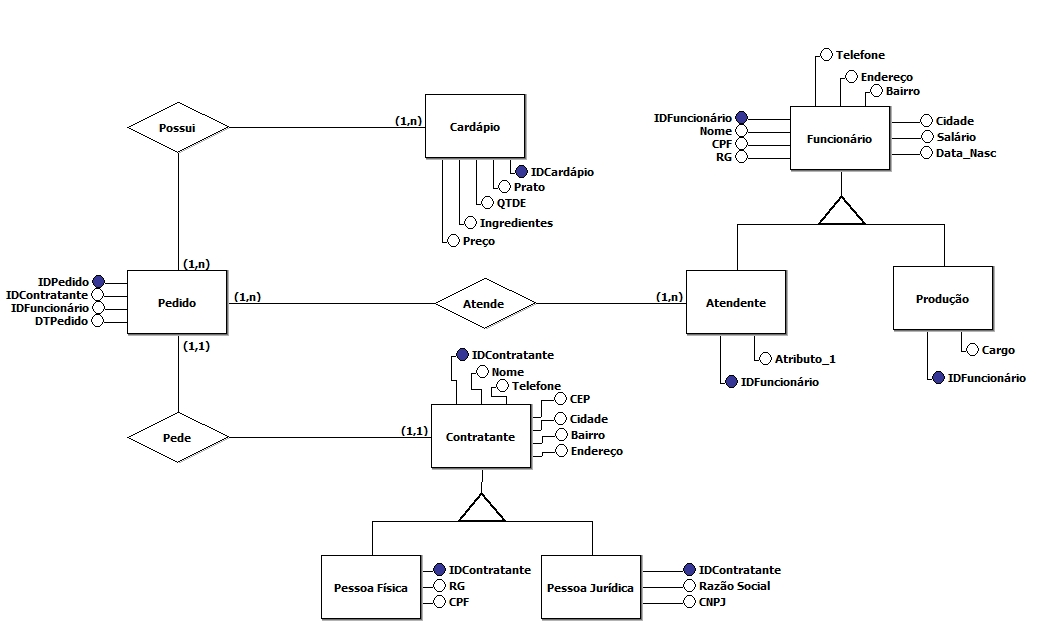 Telefone
Endereço
Bairro
IDFuncionário
Nome
CPF
RG
Funcionário
Cidade
Salário
Data_Nasc
Possui
(1,n)
Cardápio
IDCardápio
Prato
QTDE
Ingredientes
Preço
(1,n)
IDPedido
IDContratante
IDFuncionário
DTPedido
Pedido
(1,n)
Atende
(1,n)
Atendente
Produção
(1,1)
Atributo_1
IDFuncionário
Cargo
IDFuncionário
IDContratante
Nome
Telefone
CEP
Cidade
Bairro
Endereço
Pede
(1,1)
Contratante
Pessoa Física
IDContratante
RG
CPF
Pessoa Jurídica
IDContratante
Razão Social
CNPJ